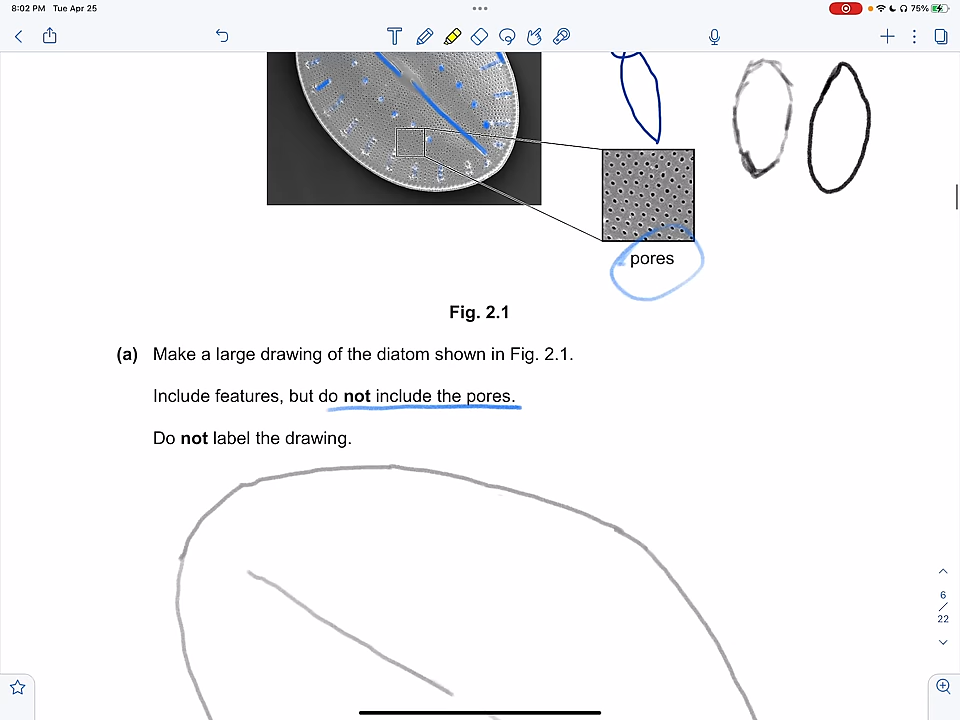 8:02 PM Tue Apr 25
75%
pores
Fig. 2.1
(a) Make a large drawing of the diatom shown in Fig. 2.1.
Include features, but do not include the pores.
Do not label the drawing.
6
/
22